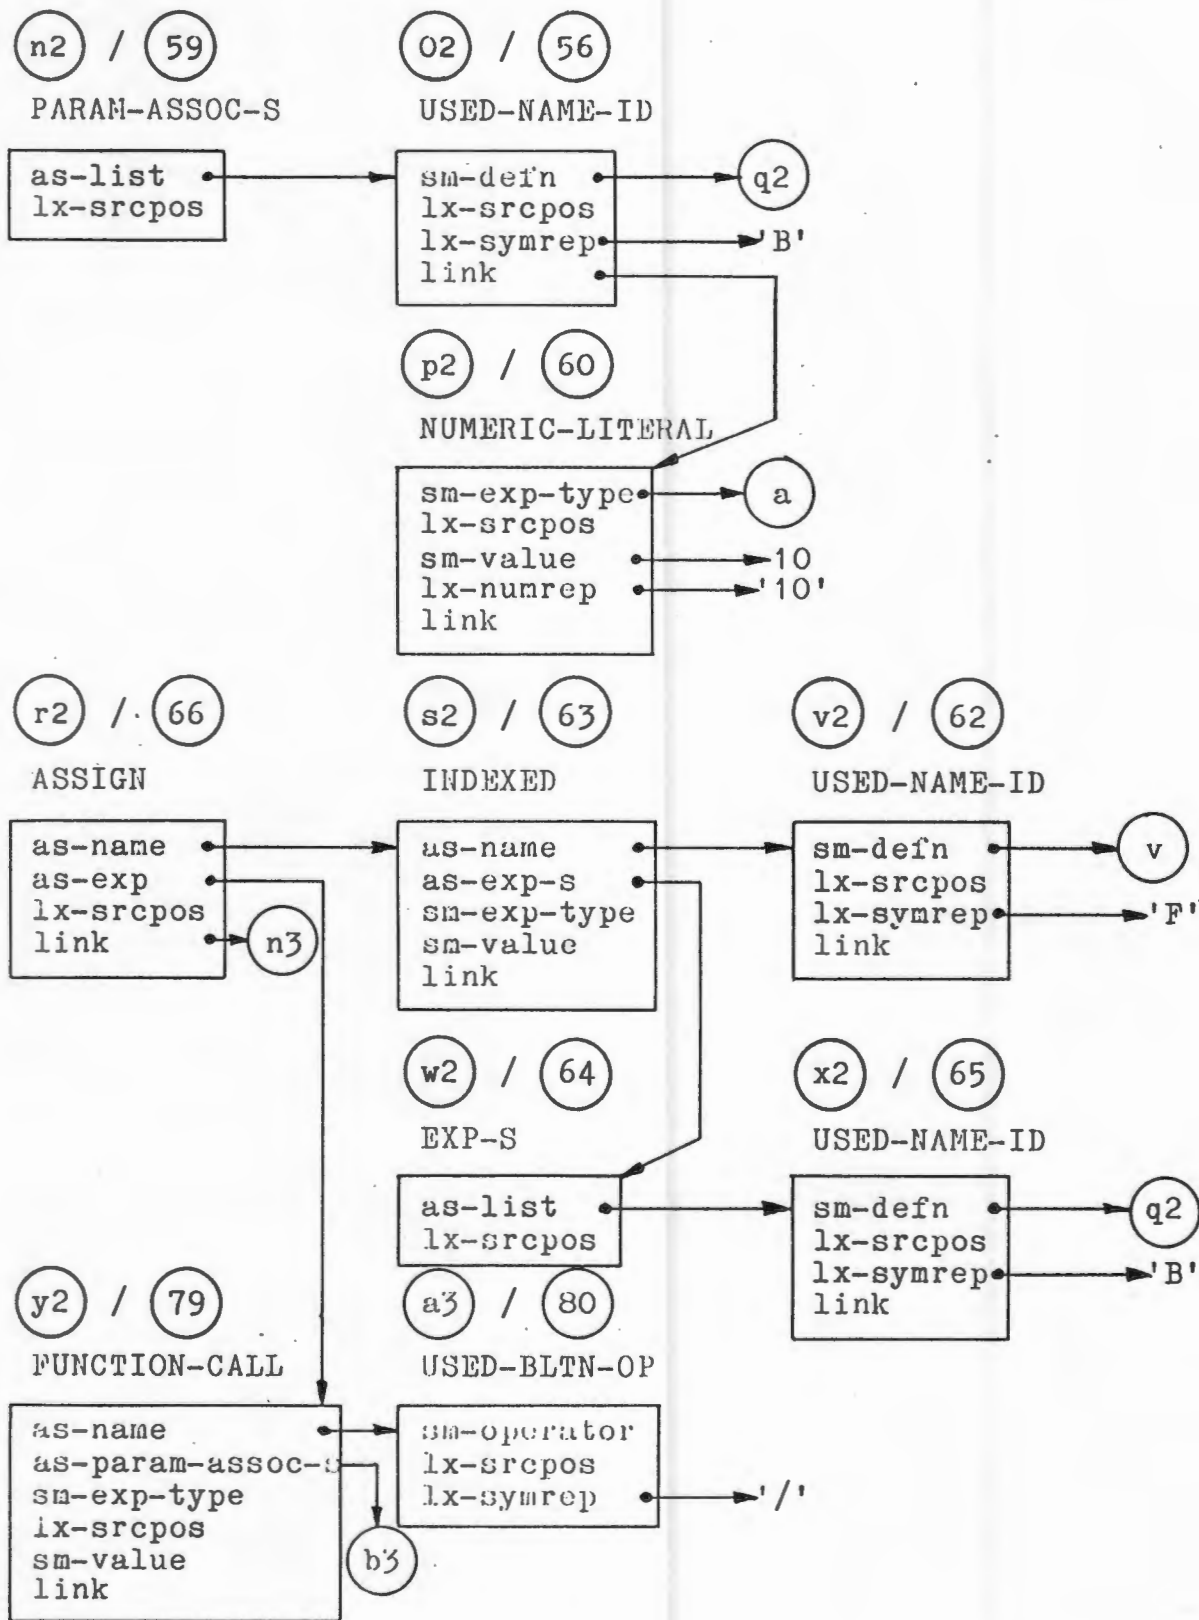 n2 / 59
O2 / 56
PARAM-ASSOC-S
USED-NAME-ID
as-list
lx-srcpos
sm-defn
lx-srcpos
lx-symrep
link
q2
'B'
p2 / 60
NUMERIC-LITERAL
sm-exp-type
lx-srcpos
sm-value
lx-numrep
link
a
10
'10'
r2 / 66
s2 / 63
v2 / 62
ASSIGN
INDEXED
USED-NAME-ID
as-name
as-exp
lx-srcpos
link
n3
as-name
as-exp-s
sm-exp-type
sm-value
link
sm-defn
lx-srcpos
lx-symrep
link
v
'F'
w2 / 64
x2 / 65
EXP-S
USED-NAME-ID
as-list
lx-srcpos
sm-defn
lx-srcpos
lx-symrep
link
q2
'B'
y2 / 79
a3 / 80
FUNCTION-CALL
USED-BLTN-OP
as-name
as-param-assoc-s
sm-exp-type
lx-srcpos
sm-value
link
b3
sm-operator
lx-srcpos
lx-symrep
'/'